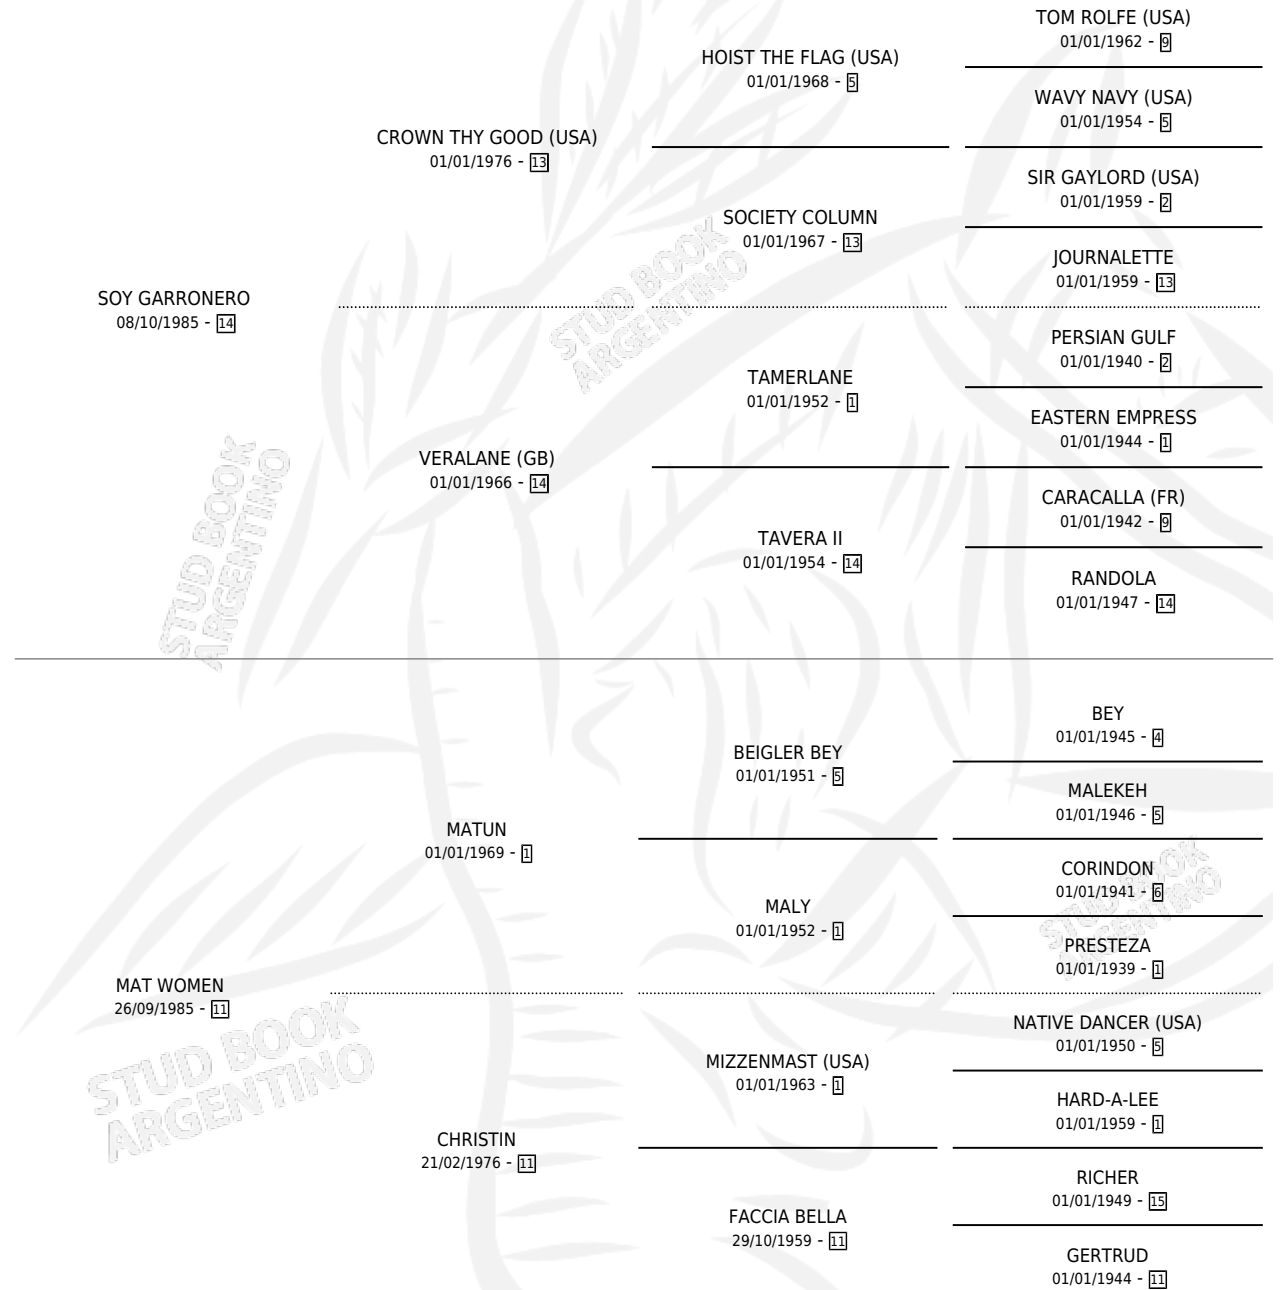 TOM ROLFE (USA)
01/01/1962 - 9
HOIST THE FLAG (USA)
01/01/1968 - 5
WAVY NAVY (USA)
01/01/1954 - 5
CROWN THY GOOD (USA)
01/01/1976 - 13
SIR GAYLORD (USA)
01/01/1959 - 2
SOCIETY COLUMN
01/01/1967 - 13
JOURNALETTE
01/01/1959 - 13
SOY GARRONERO
08/10/1985 - 14
STUD BOOK
ARGENTINO
PERSIAN GULF
01/01/1940 - 2
TAMERLANE
01/01/1952 - 1
EASTERN EMPRESS
01/01/1944 - 1
VERALANE (GB)
01/01/1966 - 14
CARACALLA (FR)
01/01/1942 - 9
TAVERA II
01/01/1954 - 14
RANDOLA
01/01/1947 - 14
STUD BOOK
ARGENTINO
BEY
01/01/1945 - 4
BEIGLER BEY
01/01/1951 - 5
MALEKEH
01/01/1946 - 5
MATUN
01/01/1969 - 1
CORINDON
01/01/1941 - 6
MALY
01/01/1952 - 1
STUD BOOK
ARGENTINO
PRESTEZA
01/01/1939 - 1
MAT WOMEN
26/09/1985 - 11
NATIVE DANCER (USA)
01/01/1950 - 5
STUD BOOK
ARGENTINO
MIZZENMAST (USA)
01/01/1963 - 1
HARD-A-LEE
01/01/1959 - 1
CHRISTIN
21/02/1976 - 11
RICHER
01/01/1949 - 15
FACCIA BELLA
29/10/1959 - 11
GERTRUD
01/01/1944 - 11